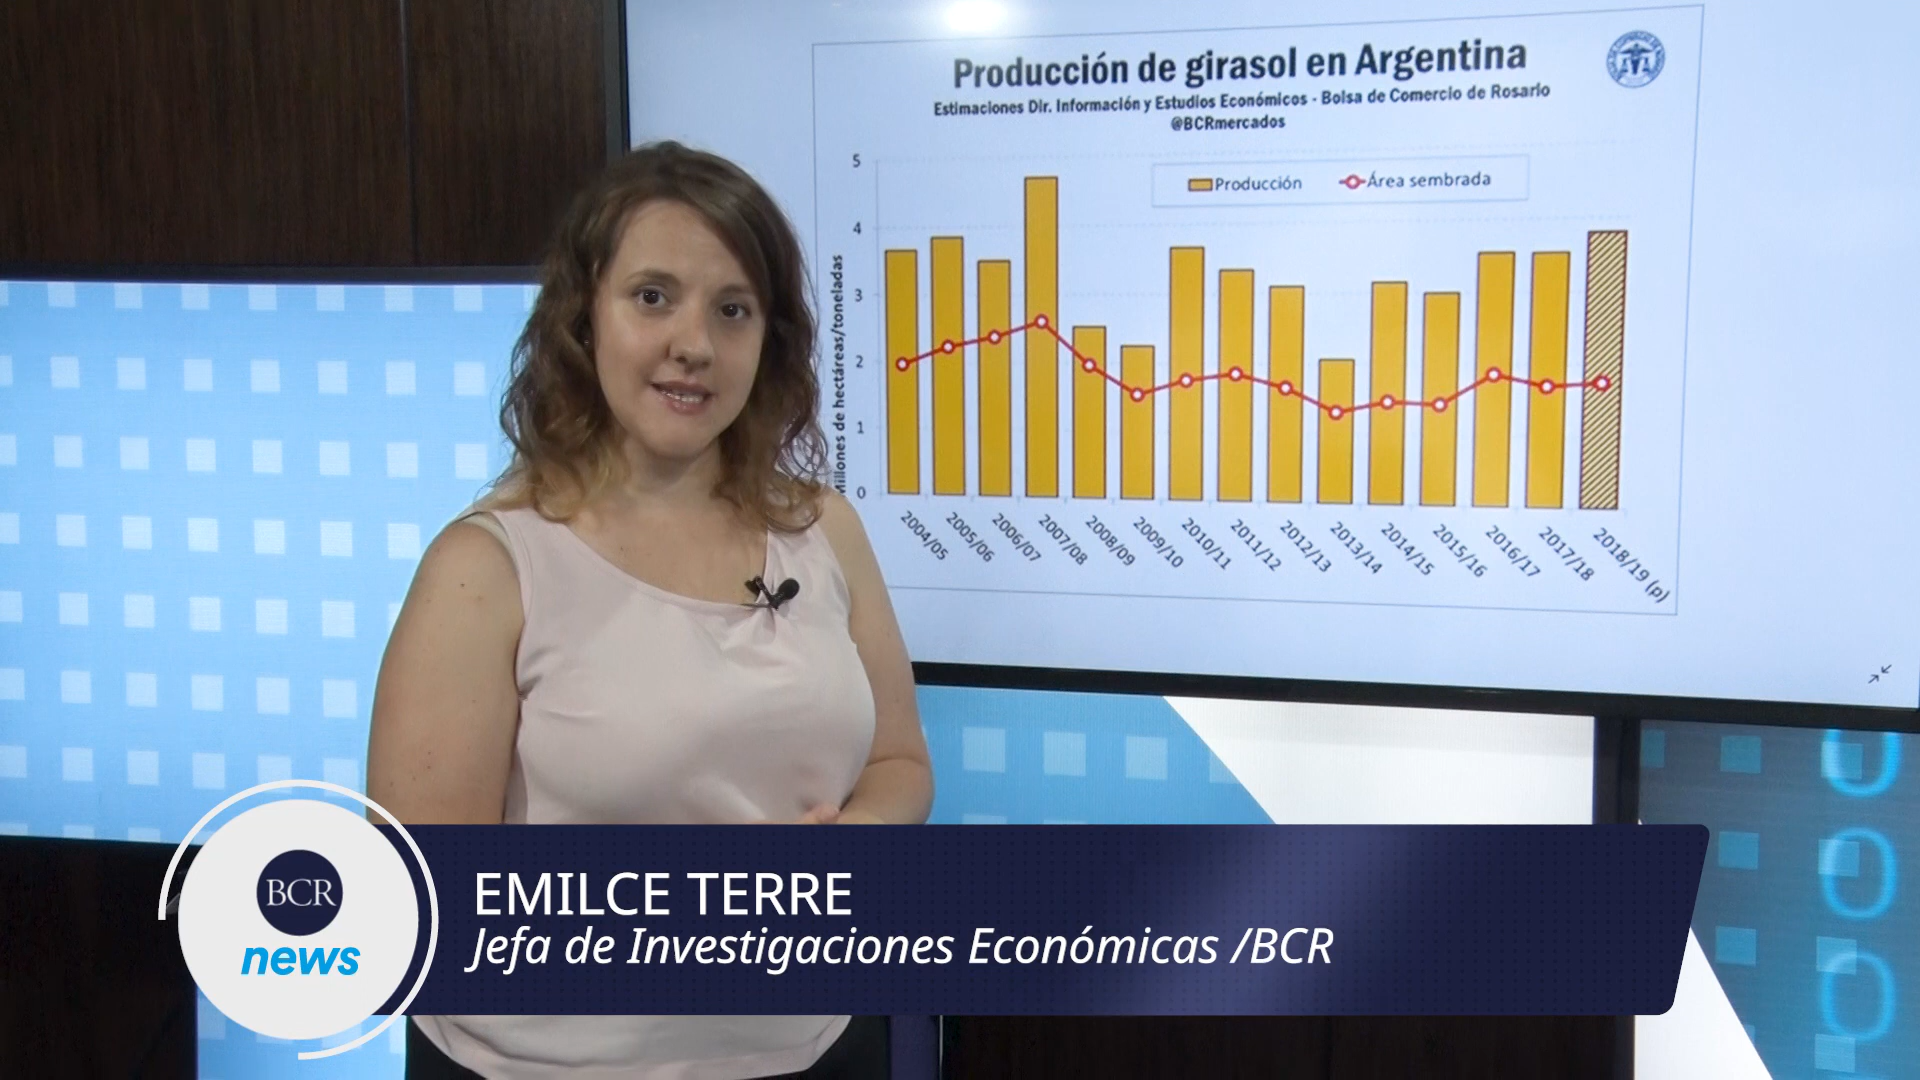 Producción de girasol en Argentina
Estimaciones Dir. Información y Estudios Económicos - Bolsa de Comercio de Rosario
@BCRmercados
Producción
Área sembrada
Millones de hectáreas/toneladas
5
4
3
2
1
0
2004/05
2005/06
2006/07
2007/08
2008/09
2009/10
2010/11
2011/12
2012/13
2013/14
2014/15
2015/16
2016/17
2017/18
2018/19 (p)
BCR
news
EMILCE TERRE
Jefa de Investigaciones Económicas /BCR